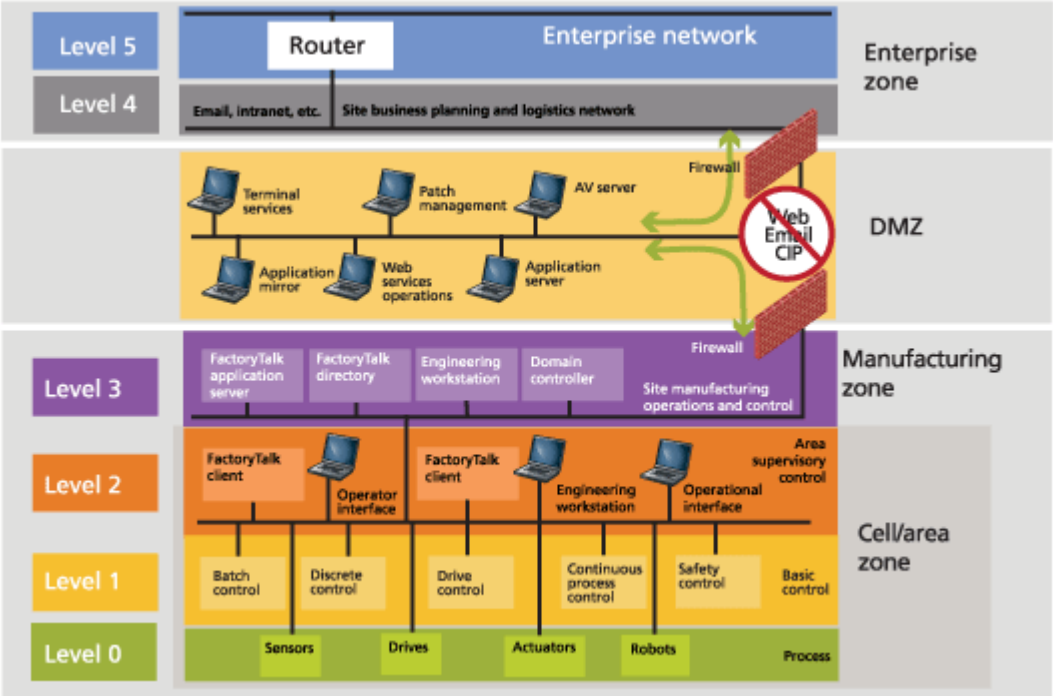 Level 5
Router
Enterprise network
Enterprise
zone
Level 4
Email, intranet, etc.
Site business planning and logistics network
Firewall
Terminal
services
Patch
management
AV server
Web
Email
CIP
DMZ
Application
mirror
Web
services
operations
Application
server
Firewall
Manufacturing
zone
Level 3
FactoryTalk
application
server
FactoryTalk
directory
Engineering
workstation
Domain
controller
Site manufacturing
operations and control
Level 2
FactoryTalk
client
Operator
interface
FactoryTalk
client
Engineering
workstation
Operational
interface
Area
supervisory
control
Cell/area
zone
Level 1
Batch
control
Discrete
control
Drive
control
Continuous
process
control
Safety
control
Basic
control
Level 0
Sensors
Drives
Actuators
Robots
Process